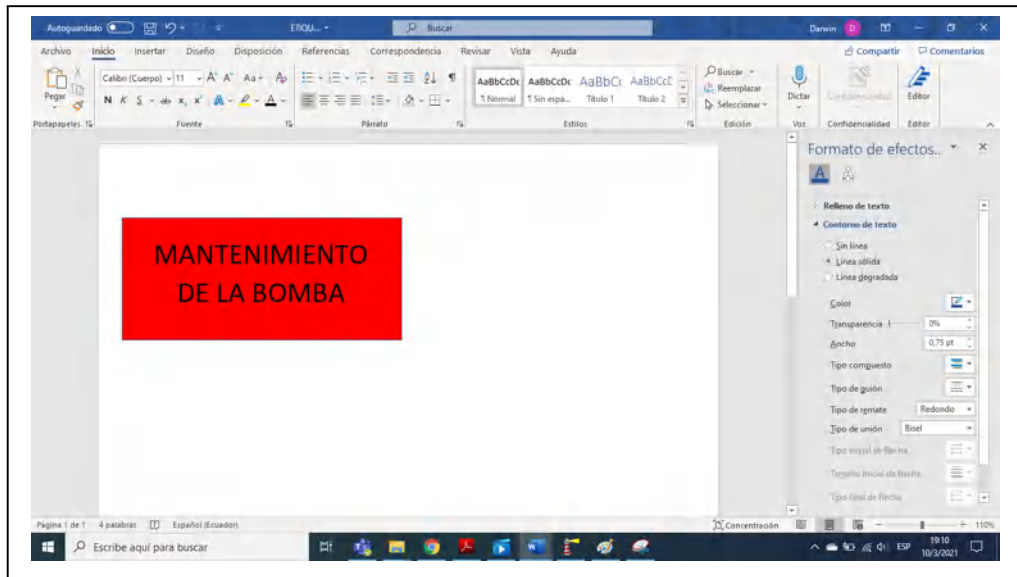 Autoguardado
ETIQU...
Buscar
Darwin
D
Archivo Inicio Insertar Diseño Disposición Referencias Correspondencia Revisar Vista Ayuda
Compartir Comentarios
Pegar
Calibri (Cuerpo) 11 A^ A˅ Aa A
N K S ab x₂ x² A A
AaBbCcDc AaBbCcDc AaBbCc AaBbCcC
¶ Normal ¶ Sin espa... Título 1 Título 2
Buscar
Reemplazar
Seleccionar
Dictar
Confidencialidad
Editor
Portapapeles Fuente Párrafo Estilos Edición Voz Confidencialidad Editor
MANTENIMIENTO
DE LA BOMBA
Formato de efectos...
A A
Relleno de texto
Contorno de texto
Sin línea
Línea sólida
Línea degradada
Color
Transparencia 0%
Ancho 0,75 pt
Tipo compuesto
Tipo de guión
Tipo de remate Redondo
Tipo de unión Bisel
Tipo inicial de flecha
Tamaño inicial de flecha
Tipo final de flecha
Página 1 de 1 4 palabras Español (Ecuador) Concentración 110%
Escribe aquí para buscar
ESP
19:10
10/3/2021